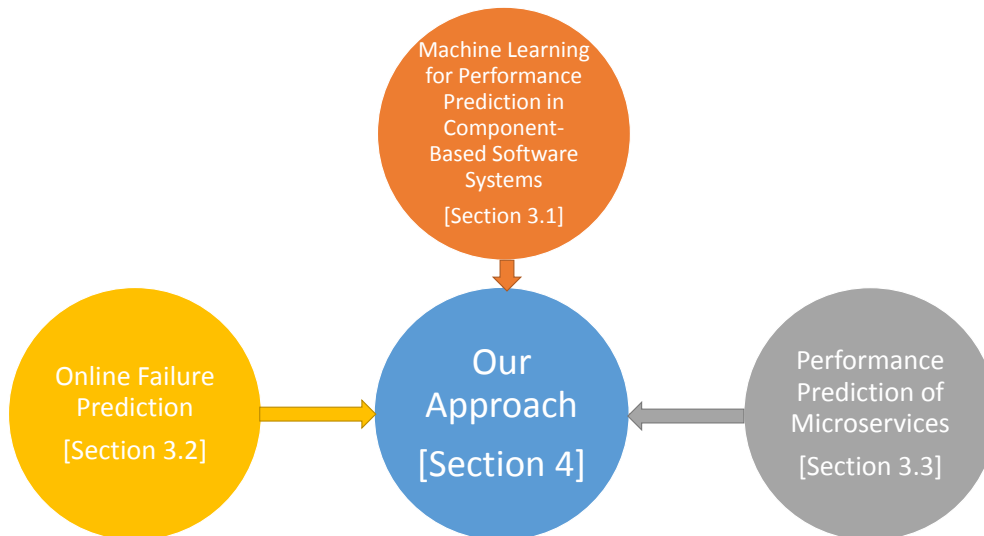 Machine Learning
for Performance
Prediction in
Component-
Based Software
Systems
[Section 3.1]
Online Failure
Prediction
[Section 3.2]
Our
Approach
[Section 4]
Performance
Prediction of
Microservices
[Section 3.3]